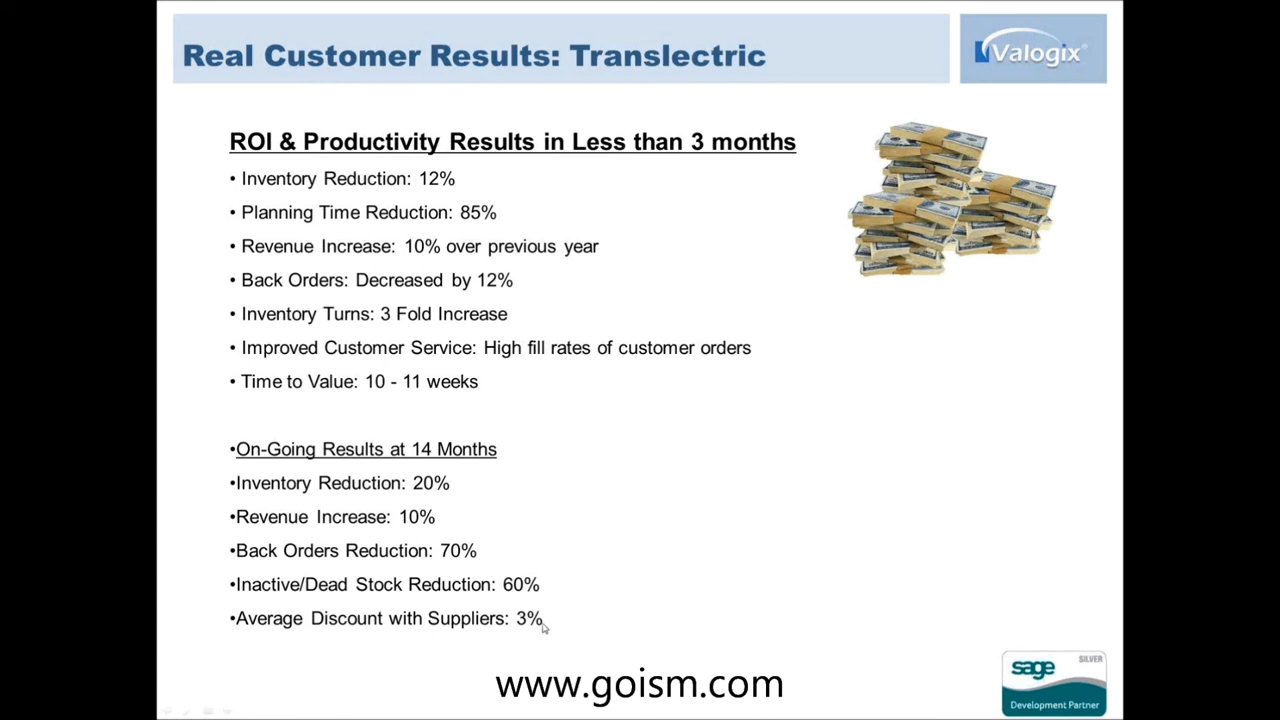 Real Customer Results: Translectric
Valogix®
ROI & Productivity Results in Less than 3 months
• Inventory Reduction: 12%
• Planning Time Reduction: 85%
• Revenue Increase: 10% over previous year
• Back Orders: Decreased by 12%
• Inventory Turns: 3 Fold Increase
• Improved Customer Service: High fill rates of customer orders
• Time to Value: 10 - 11 weeks
•On-Going Results at 14 Months
•Inventory Reduction: 20%
•Revenue Increase: 10%
•Back Orders Reduction: 70%
•Inactive/Dead Stock Reduction: 60%
•Average Discount with Suppliers: 3%
www.goism.com
sage SILVER
Development Partner